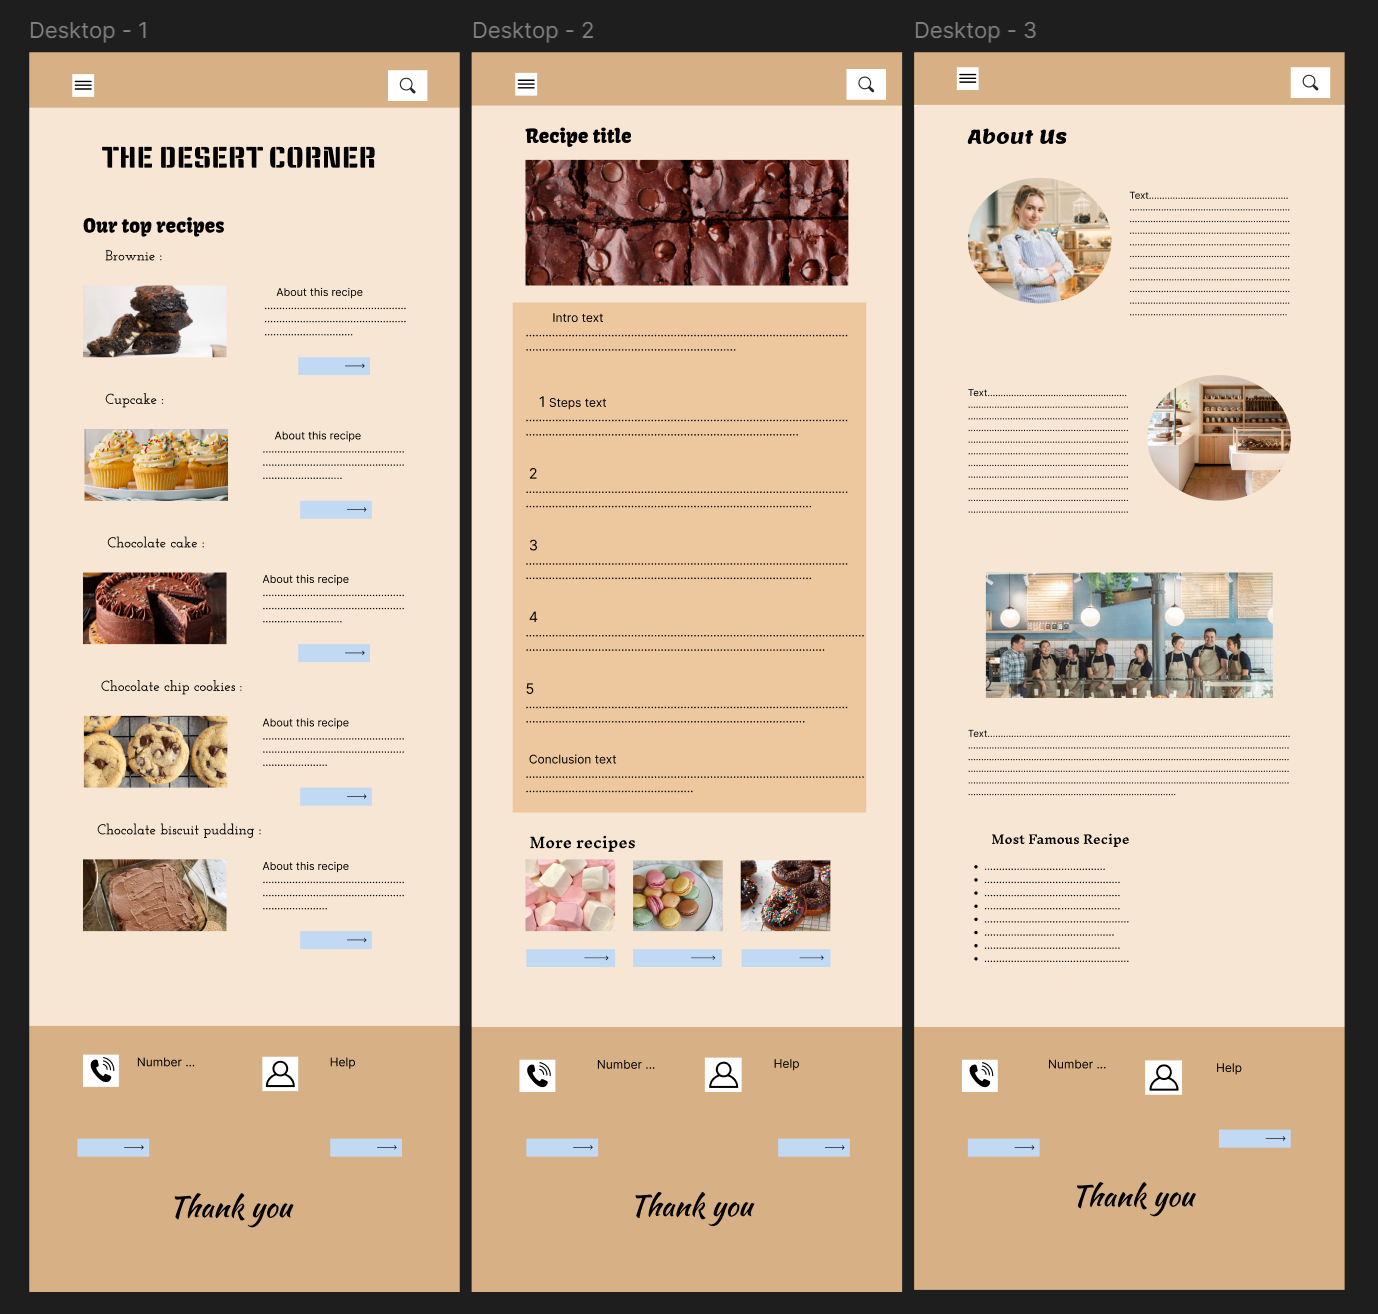 Desktop - 1
THE DESERT CORNER
Our top recipes
Brownie :
About this recipe
Cupcake :
About this recipe
Chocolate cake :
About this recipe
Chocolate chip cookies :
About this recipe
Chocolate biscuit pudding :
About this recipe
Number ...
Help
Thank you
Desktop - 2
Recipe title
Intro text
1 Steps text
2
3
4
5
Conclusion text
More recipes
Number ...
Help
Thank you
Desktop - 3
About Us
Text
Text
Text
Most Famous Recipe
Number ...
Help
Thank you